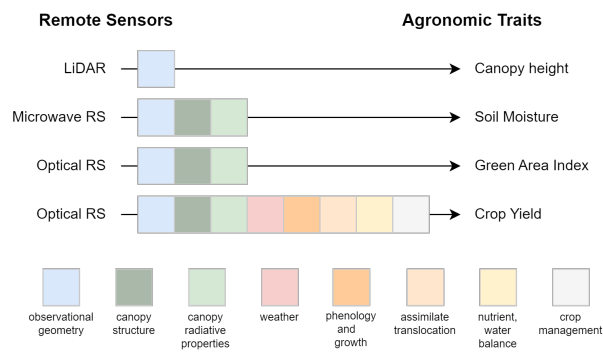 Remote Sensors
Agronomic Traits
LiDAR
Canopy height
Microwave RS
Soil Moisture
Optical RS
Green Area Index
Optical RS
Crop Yield
observational
geometry
canopy
structure
canopy
radiative
properties
weather
phenology
and
growth
assimilate
translocation
nutrient,
water
balance
crop
management